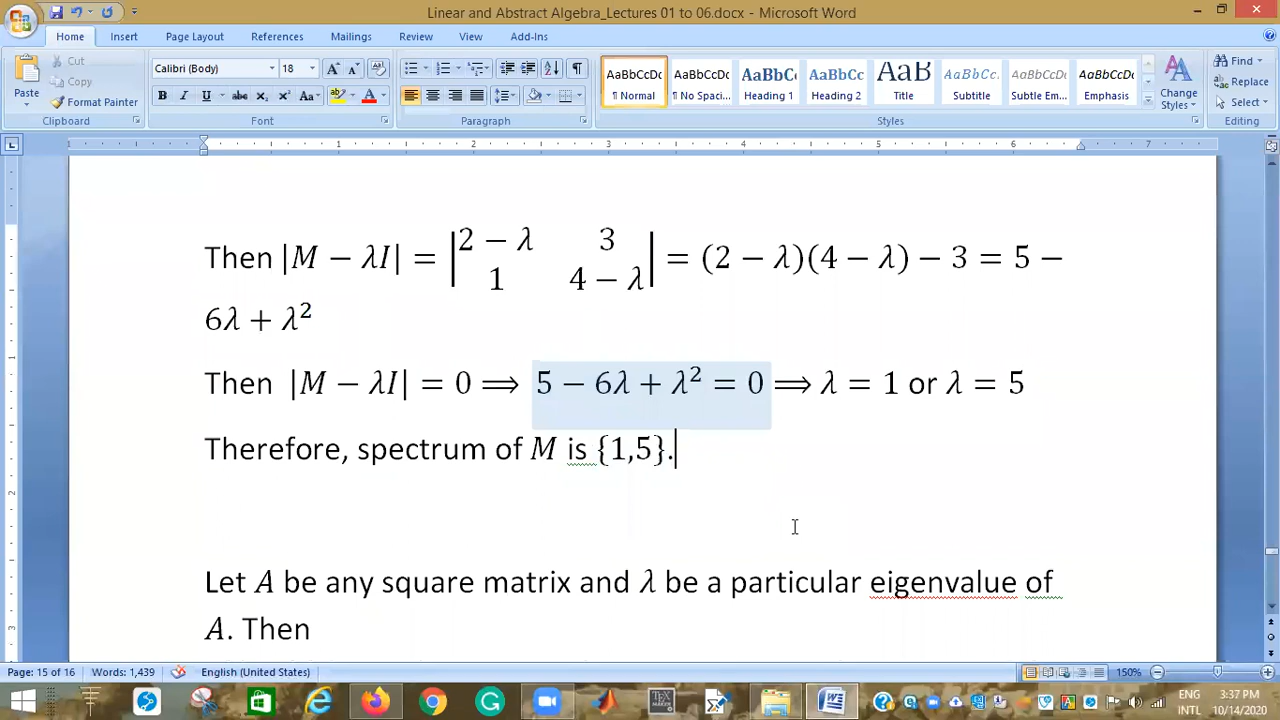 Linear and Abstract Algebra_Lectures 01 to 06.docx - Microsoft Word
Home Insert Page Layout References Mailings Review View Add-Ins
Cut
Copy
Format Painter
Paste
Calibri (Body) 18
AaBbCcDc AaBbCcDc AaBbCc AaBbCc AaB AaBbCc. AaBbCcDc AaBbCcDc
¶ Normal ¶ No Spaci... Heading 1 Heading 2 Title Subtitle Subtle Em... Emphasis
Change Styles
Find
Replace
Select
Clipboard Font Paragraph Styles Editing
Then |M − λI| = |2 − λ 3; 1 4 − λ| = (2 − λ)(4 − λ) − 3 = 5 −
6λ + λ²
Then |M − λI| = 0 ⟹ 5 − 6λ + λ² = 0 ⟹ λ = 1 or λ = 5
Therefore, spectrum of M is {1,5}.
Let A be any square matrix and λ be a particular eigenvalue of
A. Then
Page: 15 of 16 Words: 1,439 English (United States) 150%
ENG 3:37 PM
INTL 10/14/2020